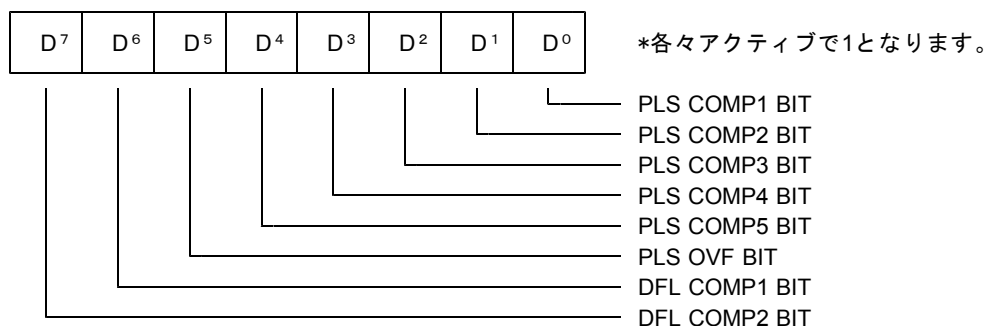 D⁷ D⁶ D⁵ D⁴ D³ D² D¹ D⁰ *各々アクティブで1となります。
PLS COMP1 BIT
PLS COMP2 BIT
PLS COMP3 BIT
PLS COMP4 BIT
PLS COMP5 BIT
PLS OVF BIT
DFL COMP1 BIT
DFL COMP2 BIT